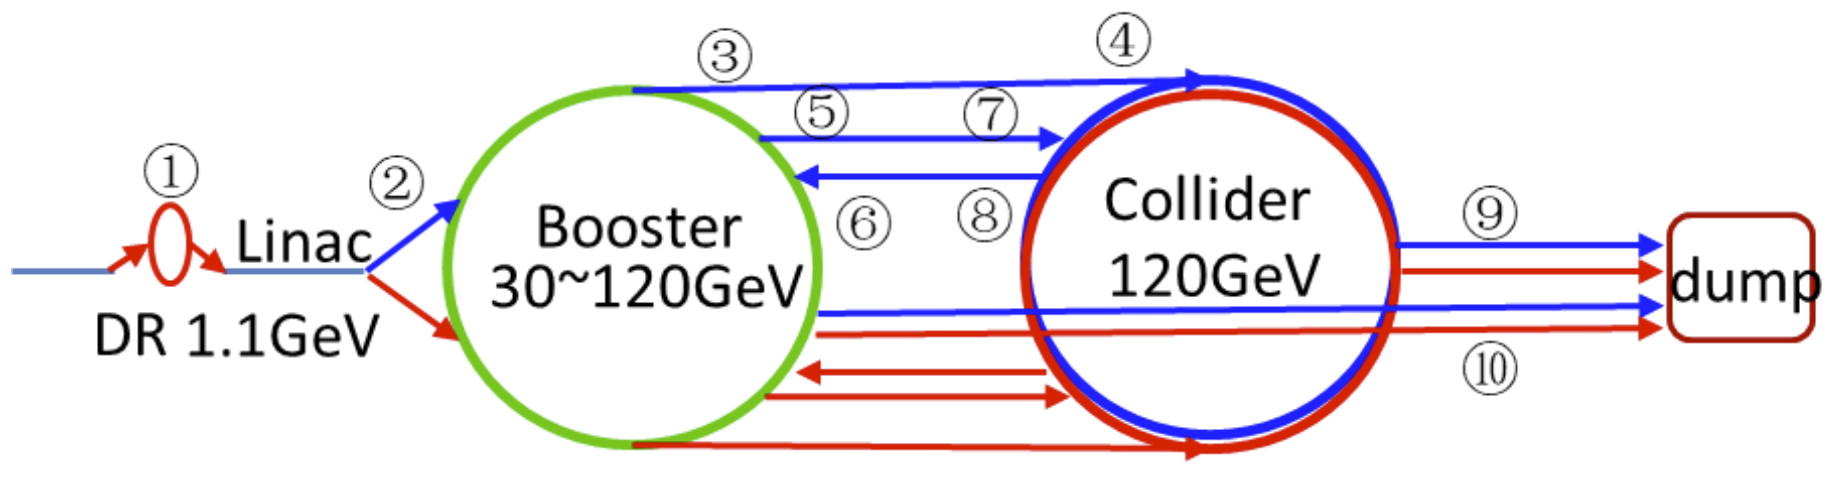 ③
④
⑤
⑦
①
②
⑥
⑧
⑨
Linac
Booster
30~120GeV
Collider
120GeV
dump
DR 1.1GeV
⑩